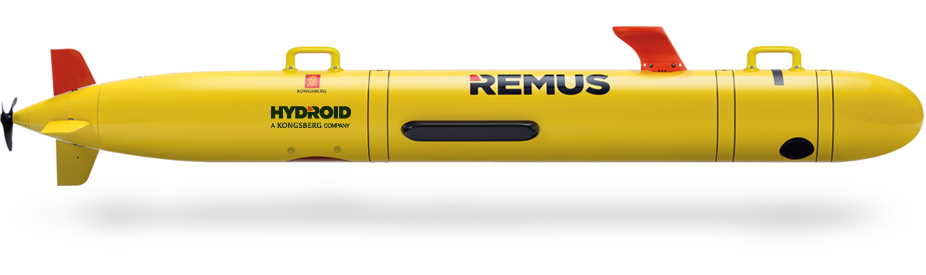 REMUS
KONGSBERG
HYDROID
A KONGSBERG COMPANY